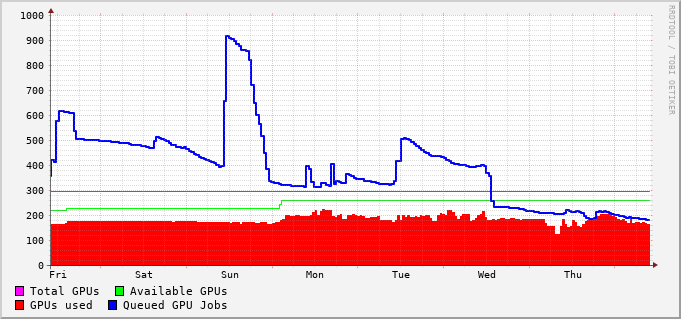 1000
900
800
700
600
500
400
300
200
100
0
Fri Sat Sun Mon Tue Wed Thu
Total GPUs Available GPUs
GPUs used Queued GPU Jobs
RRDTOOL / TOBI OETIKER